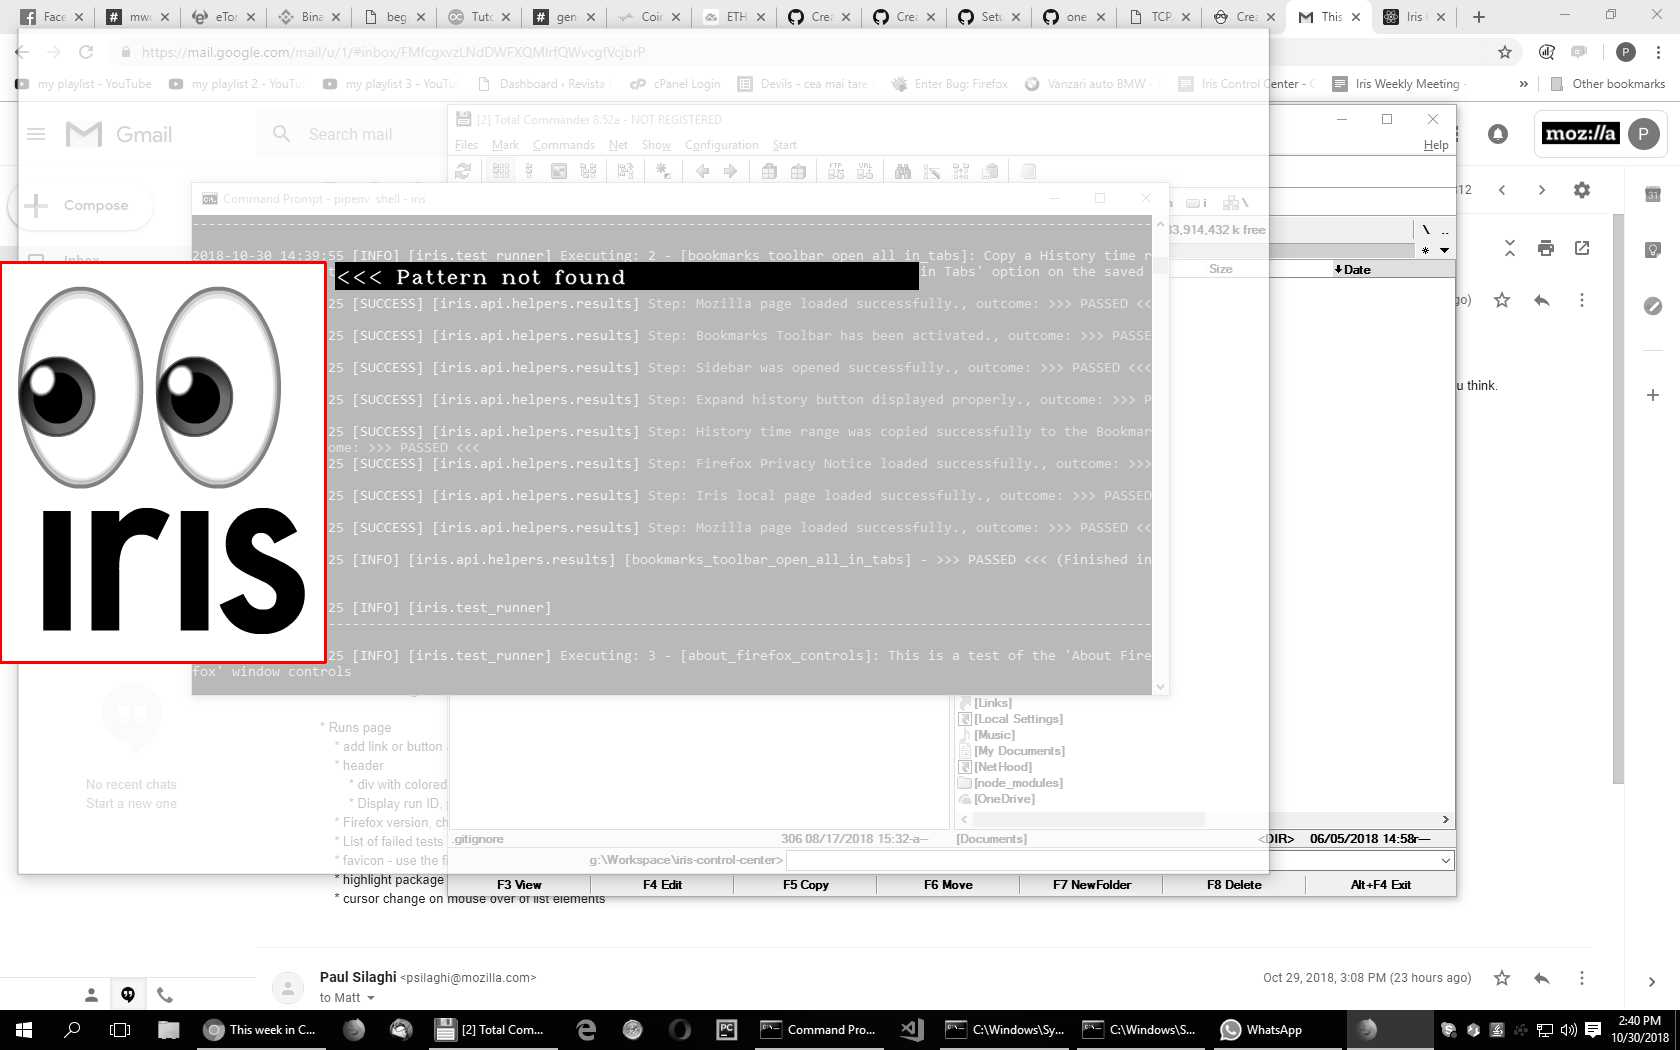 Face
mwc
eTor
Bina
beg
Tuto
gen
Coin
ETH
Crea
Crea
Setu
one
TCP
Crea
This
Iris
https://mail.google.com/mail/u/1/#inbox/
my playlist - YouTube
my playlist 2 - YouTu
my playlist 3 - YouTu
Dashboard - Revista
cPanel Login
Devils - cea mai tare
Enter Bug: Firefox
Vanzari auto BMW -
Iris Control Center - G
Iris Weekly Meeting -
»
Other bookmarks
Gmail
Search mail
moz://a
P
[2] Total Commander 8.52a - NOT REGISTERED
Files Mark Commands Net Show Configuration Start Help
Compose
Inbox
Command Prompt - pipenv shell - iris
12
3,914,432 k free
\ ..
* 
Size
Date
2018-10-30 14:39:55 [INFO] [iris.test_runner] Executing: 2 - [bookmarks_toolbar_open_all_in_tabs]: Copy a History time r
in Tabs' option on the saved
<<< Pattern not found
25 [SUCCESS] [iris.api.helpers.results] Step: Mozilla page loaded successfully., outcome: >>> PASSED <<
25 [SUCCESS] [iris.api.helpers.results] Step: Bookmarks Toolbar has been activated., outcome: >>> PASSE
25 [SUCCESS] [iris.api.helpers.results] Step: Sidebar was opened successfully., outcome: >>> PASSED <<<
25 [SUCCESS] [iris.api.helpers.results] Step: Expand history button displayed properly., outcome: >>> P
25 [SUCCESS] [iris.api.helpers.results] Step: History time range was copied successfully to the Bookmar
ome: >>> PASSED <<<
25 [SUCCESS] [iris.api.helpers.results] Step: Firefox Privacy Notice loaded successfully., outcome: >>>
25 [SUCCESS] [iris.api.helpers.results] Step: Iris local page loaded successfully., outcome: >>> PASSED
25 [SUCCESS] [iris.api.helpers.results] Step: Mozilla page loaded successfully., outcome: >>> PASSED <<
25 [INFO] [iris.api.helpers.results] [bookmarks_toolbar_open_all_in_tabs] - >>> PASSED <<< (Finished in
25 [INFO] [iris.test_runner]
25 [INFO] [iris.test_runner] Executing: 3 - [about_firefox_controls]: This is a test of the 'About Fire
fox' window controls
iris
go)
u think.
[Links]
[Local Settings]
[Music]
[My Documents]
[NetHood]
[node_modules]
[OneDrive]
No recent chats
Start a new one
* Runs page
* add link or button
* header
* div with colored
* Display run ID,
* Firefox version, ch
* List of failed tests
* favicon - use the fi
* highlight package
* cursor change on mouse over of list elements
.gitignore
306 08/17/2018 15:32-a--
[Documents]
<DIR> 06/05/2018 14:58r—
g:\Workspace\iris-control-center>
F3 View
F4 Edit
F5 Copy
F6 Move
F7 NewFolder
F8 Delete
Alt+F4 Exit
Paul Silaghi <psilaghi@mozilla.com>
to Matt
Oct 29, 2018, 3:08 PM (23 hours ago)
This week in C...
[2] Total Com...
Command Pro...
C:\Windows\Sy...
C:\Windows\S...
WhatsApp
2:40 PM
10/30/2018